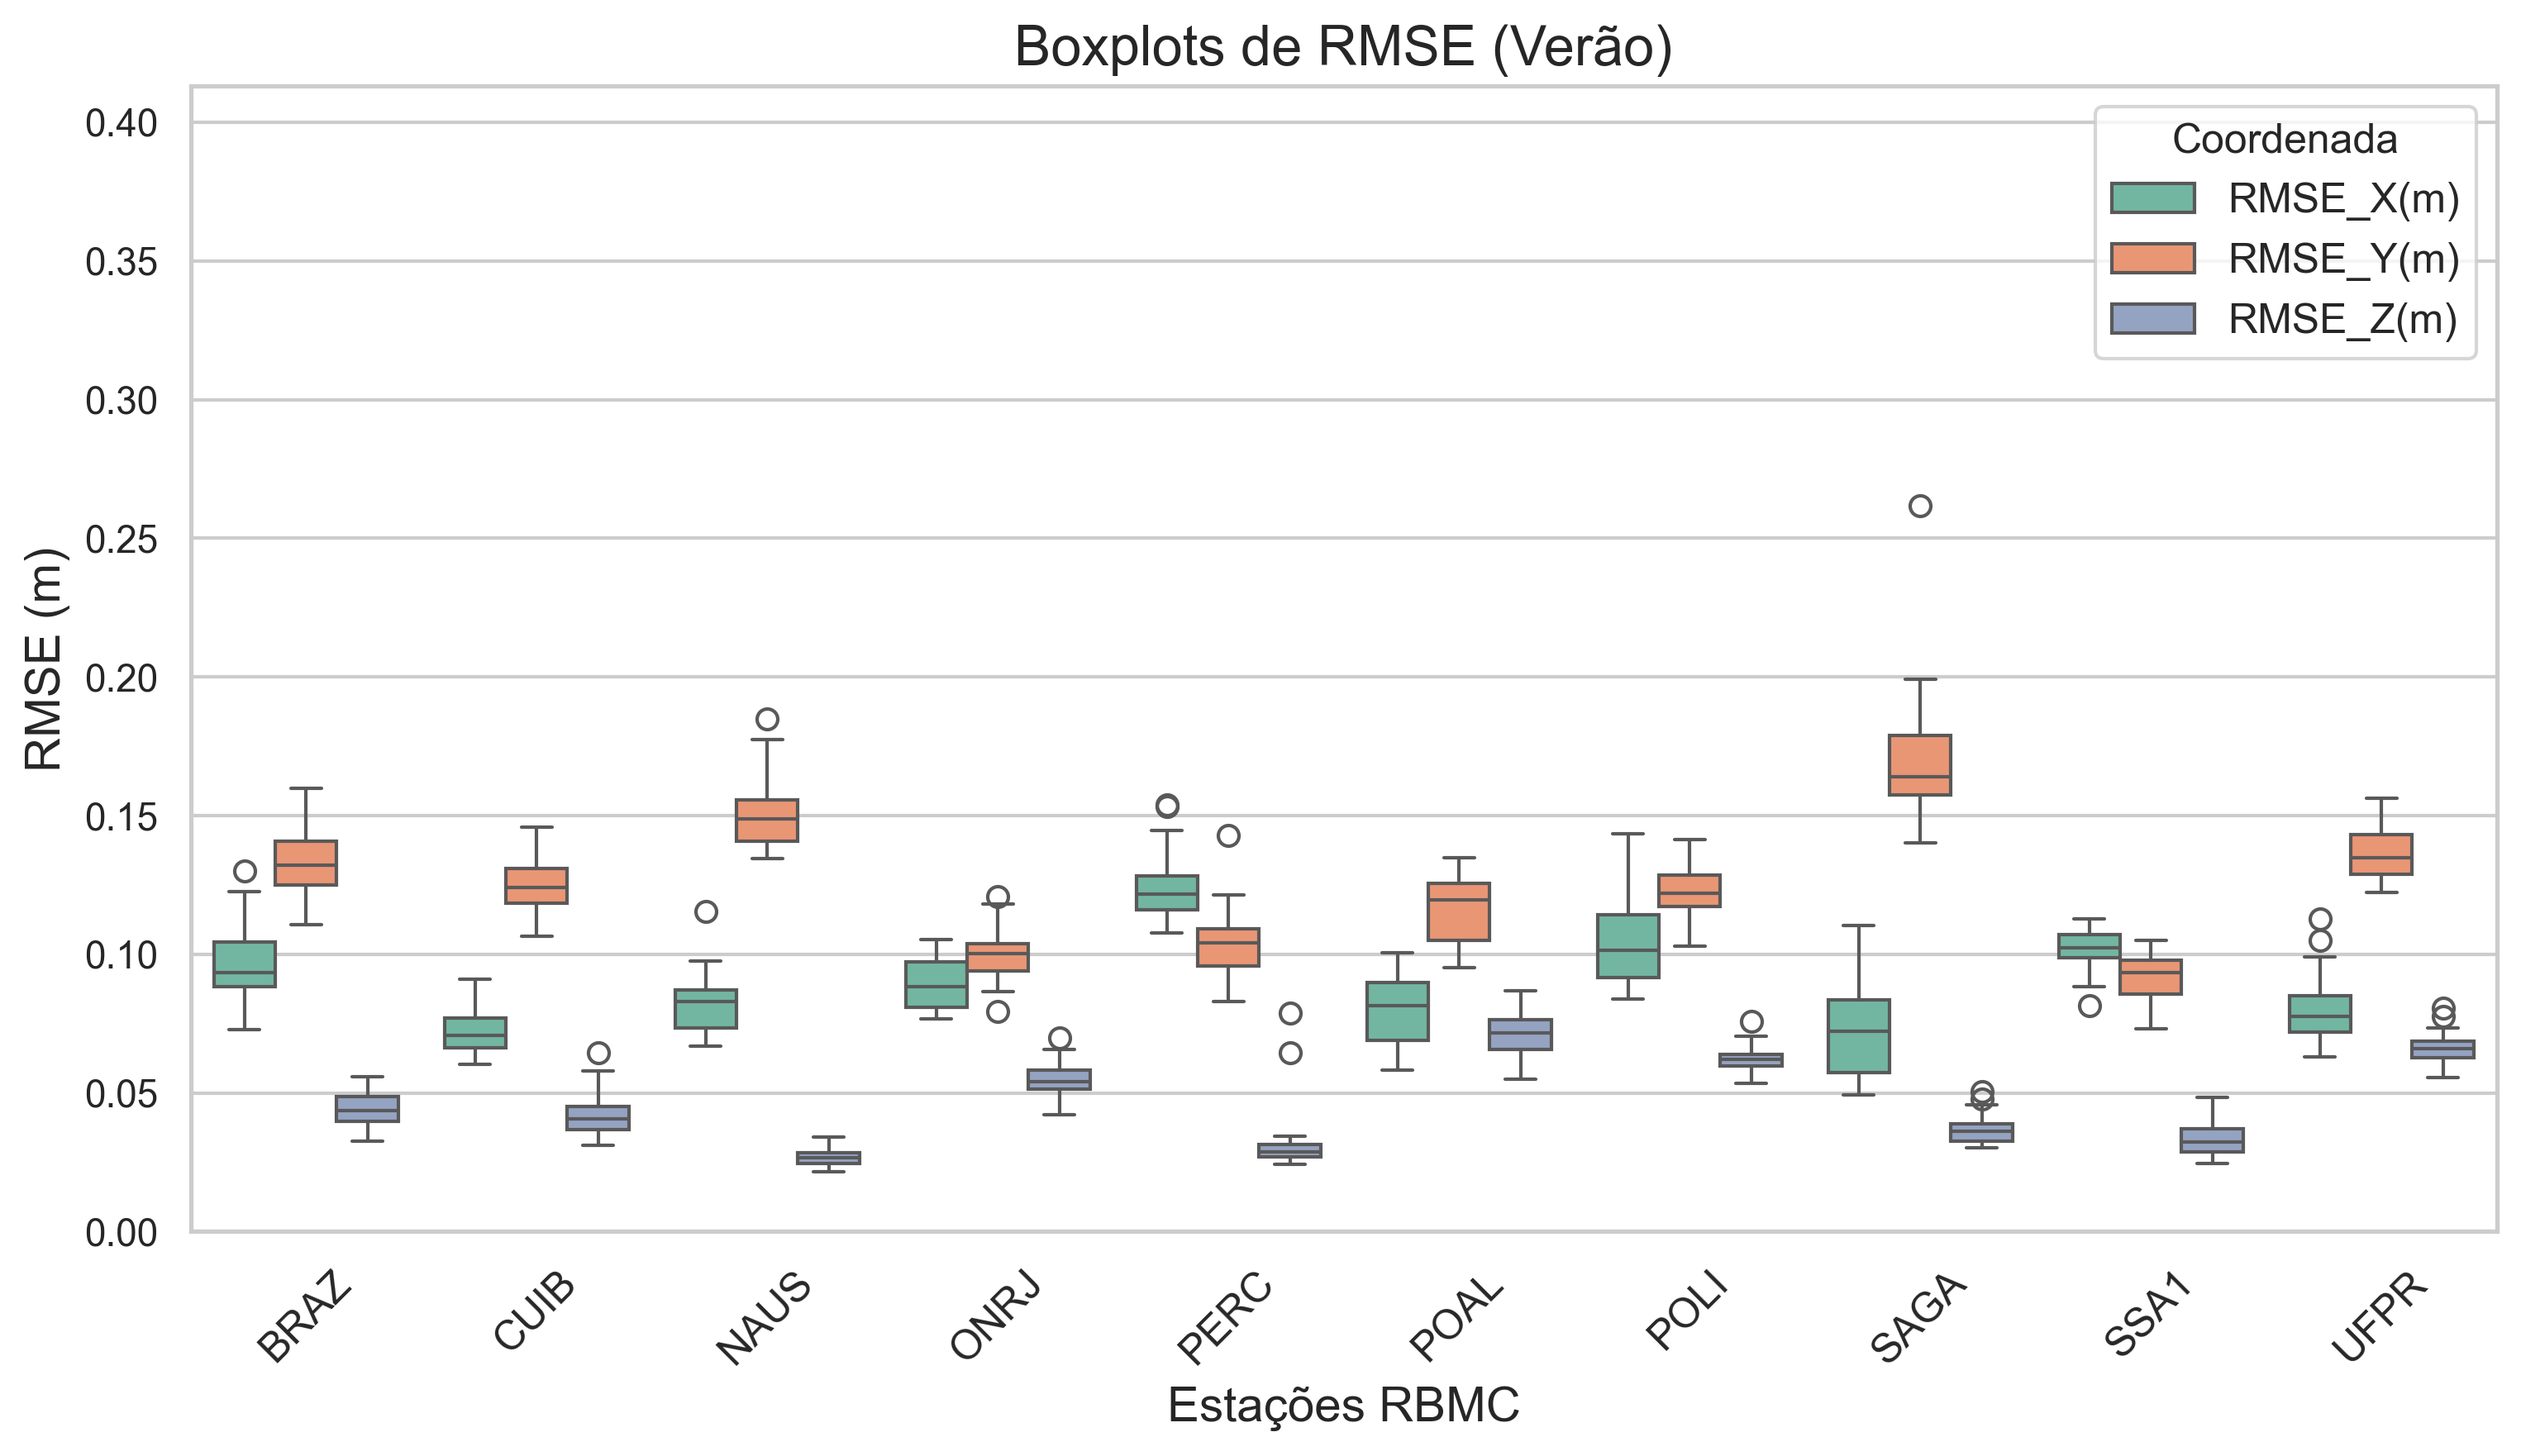 Boxplots de RMSE (Verão)
Coordenada
RMSE_X(m)
RMSE_Y(m)
RMSE_Z(m)
RMSE (m)
0.40
0.35
0.30
0.25
0.20
0.15
0.10
0.05
0.00
BRAZ
CUIB
NAUS
ONRJ
PERC
POAL
POLI
SAGA
SSA1
UFPR
Estações RBMC